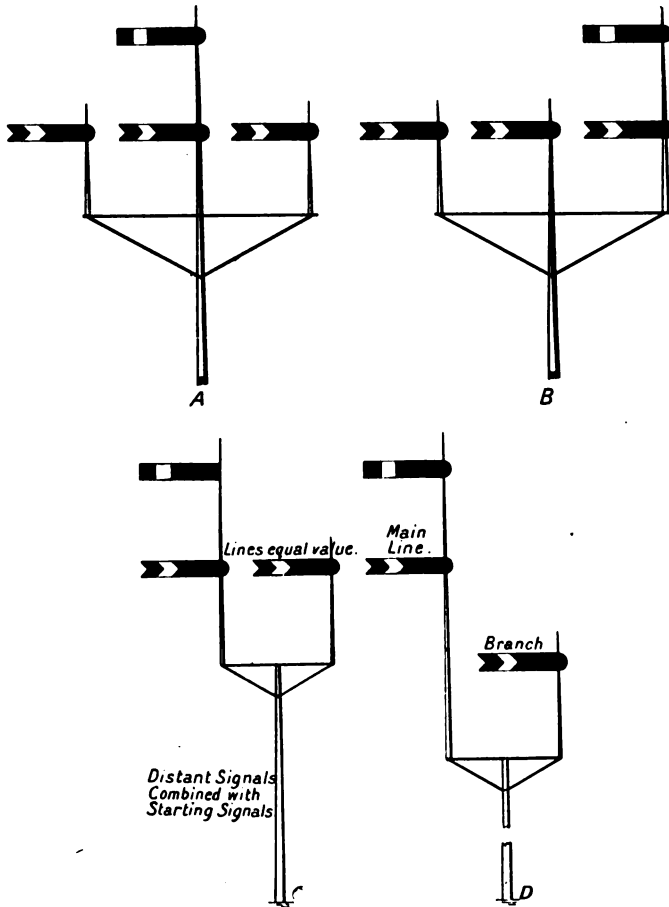 A
B
Lines equal value.
Main
Line.
Branch
Distant Signals
Combined with
Starting Signals
C
D